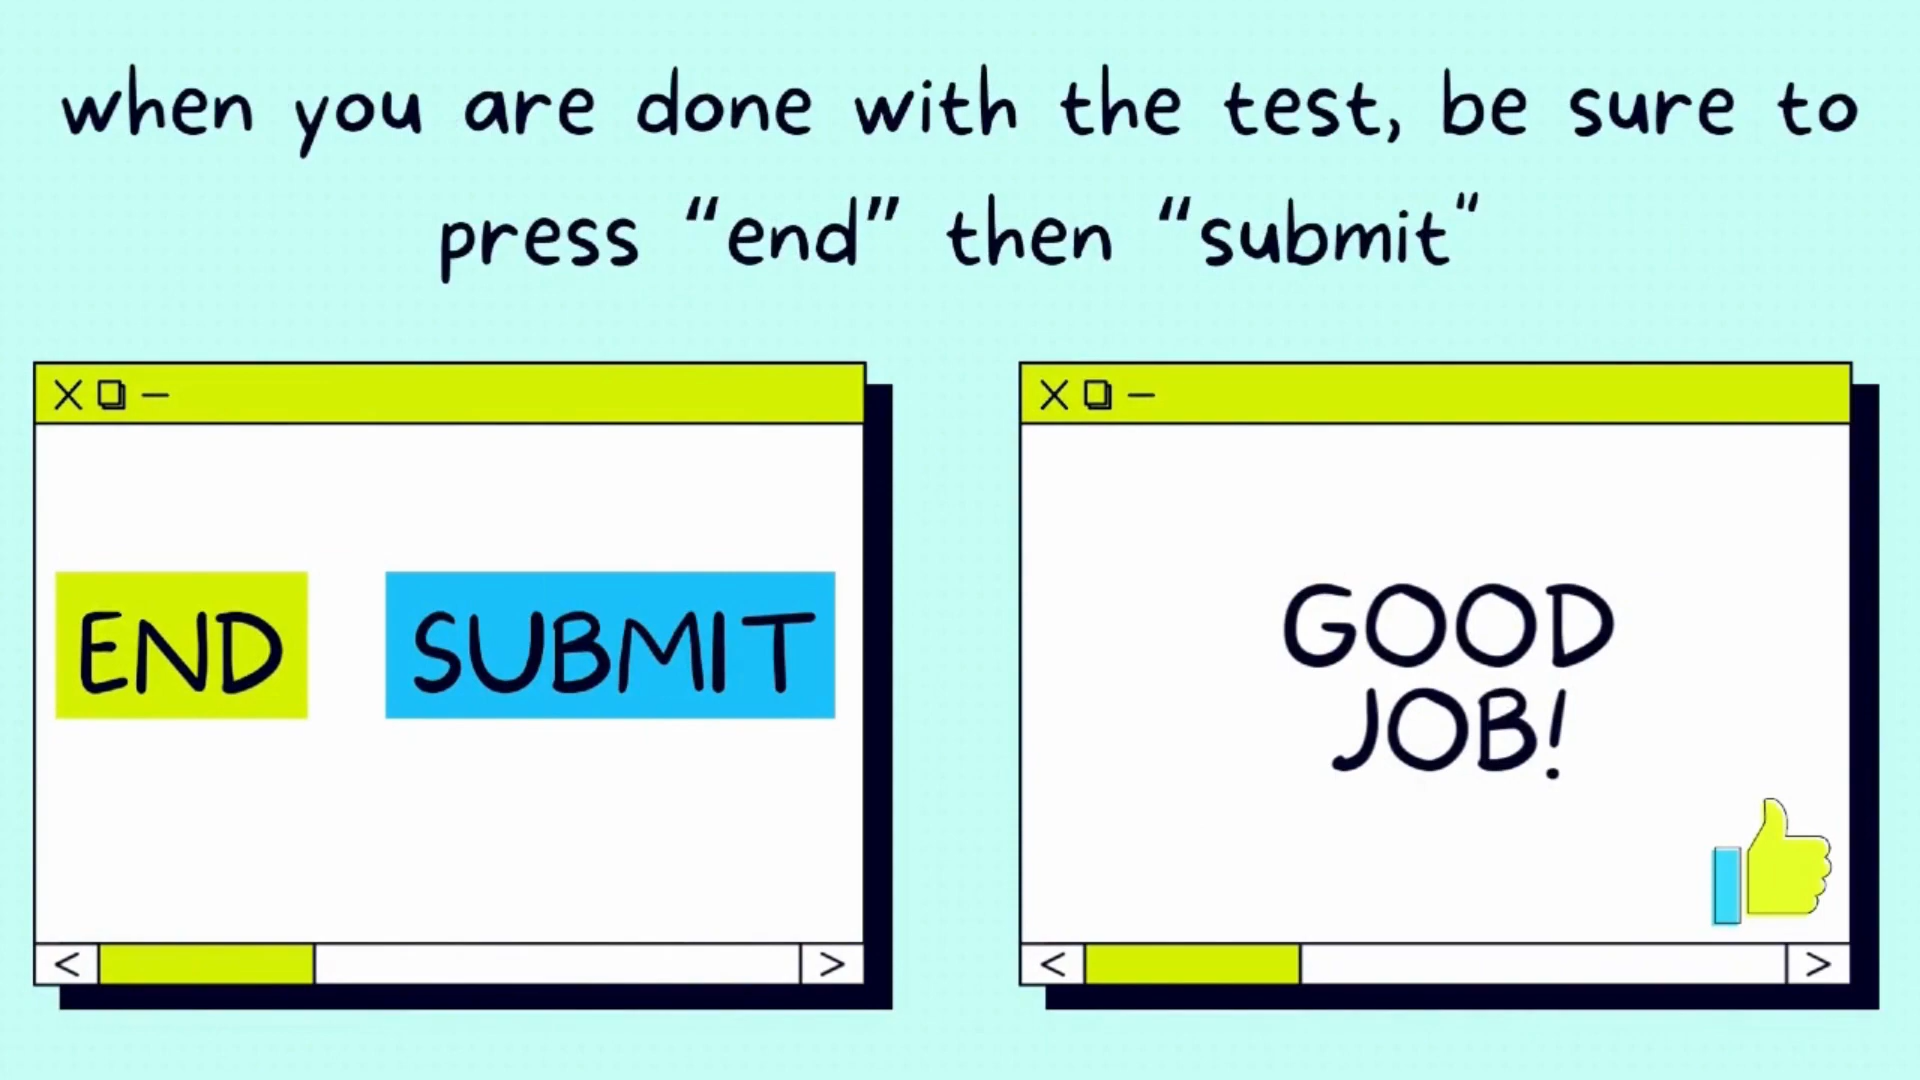 when you are done with the test, be sure to
press “end” then “submit"
END SUBMIT
GOOD
JOB!